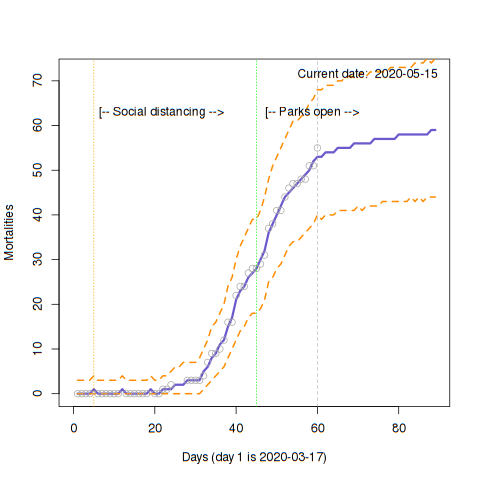 Current date: 2020-05-15
[-- Social distancing -->
[-- Parks open -->
Mortalities
70
60
50
40
30
20
10
0
0 20 40 60 80
Days (day 1 is 2020-03-17)